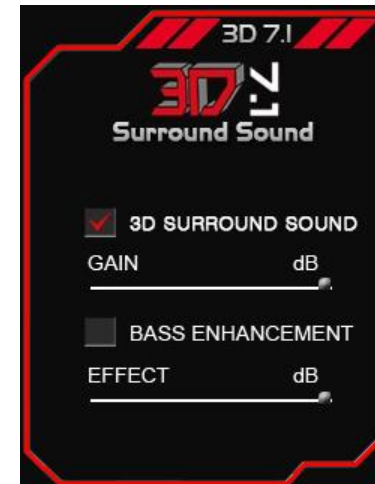 3D 7.1
3D 7.1
Surround Sound
3D SURROUND SOUND
GAIN dB
BASS ENHANCEMENT
EFFECT dB